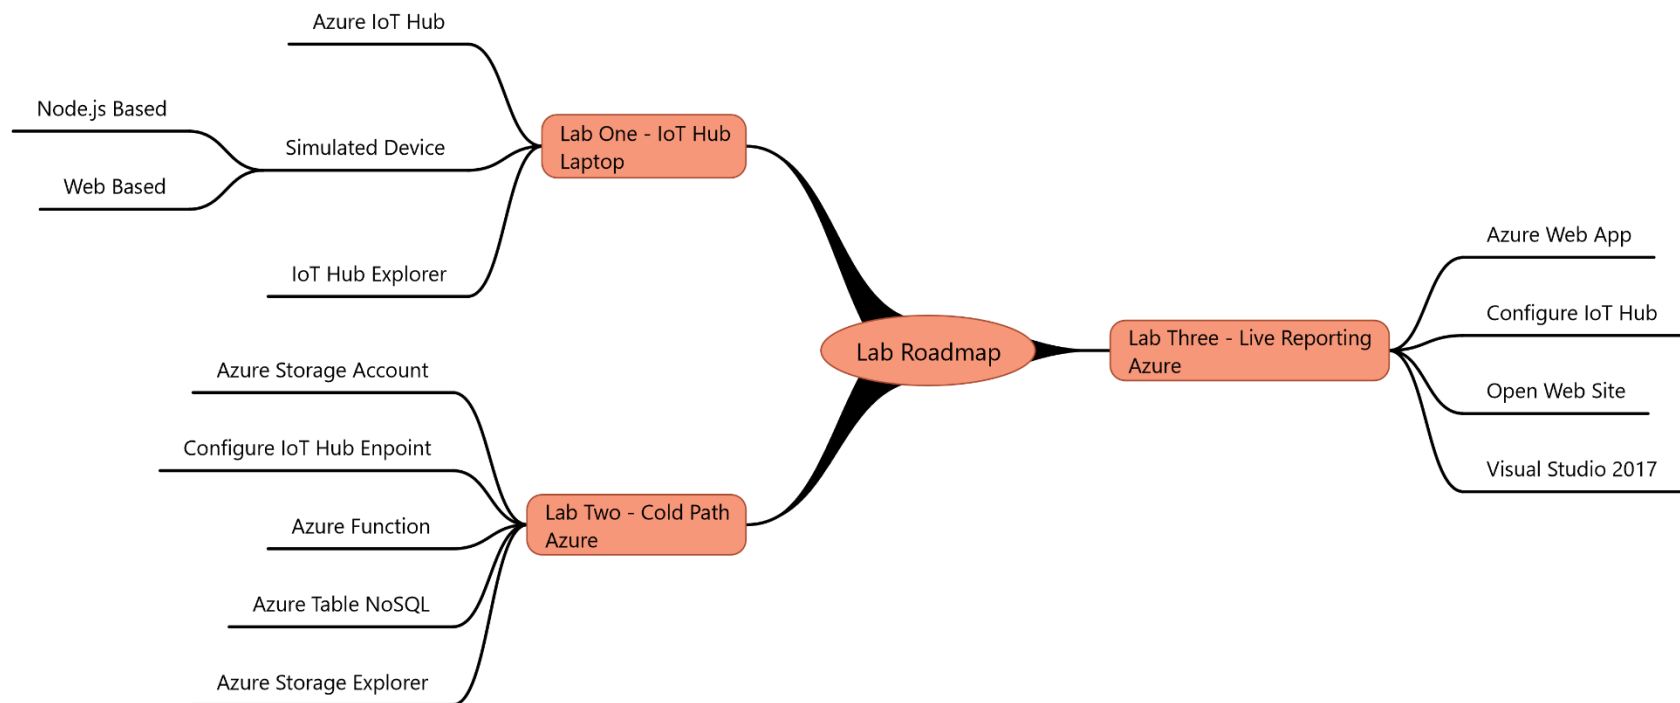 Lab Roadmap
Lab One - IoT Hub
Laptop
Azure IoT Hub
Simulated Device
Node.js Based
Web Based
IoT Hub Explorer
Lab Two - Cold Path
Azure
Azure Storage Account
Configure IoT Hub Enpoint
Azure Function
Azure Table NoSQL
Azure Storage Explorer
Lab Three - Live Reporting
Azure
Azure Web App
Configure IoT Hub
Open Web Site
Visual Studio 2017